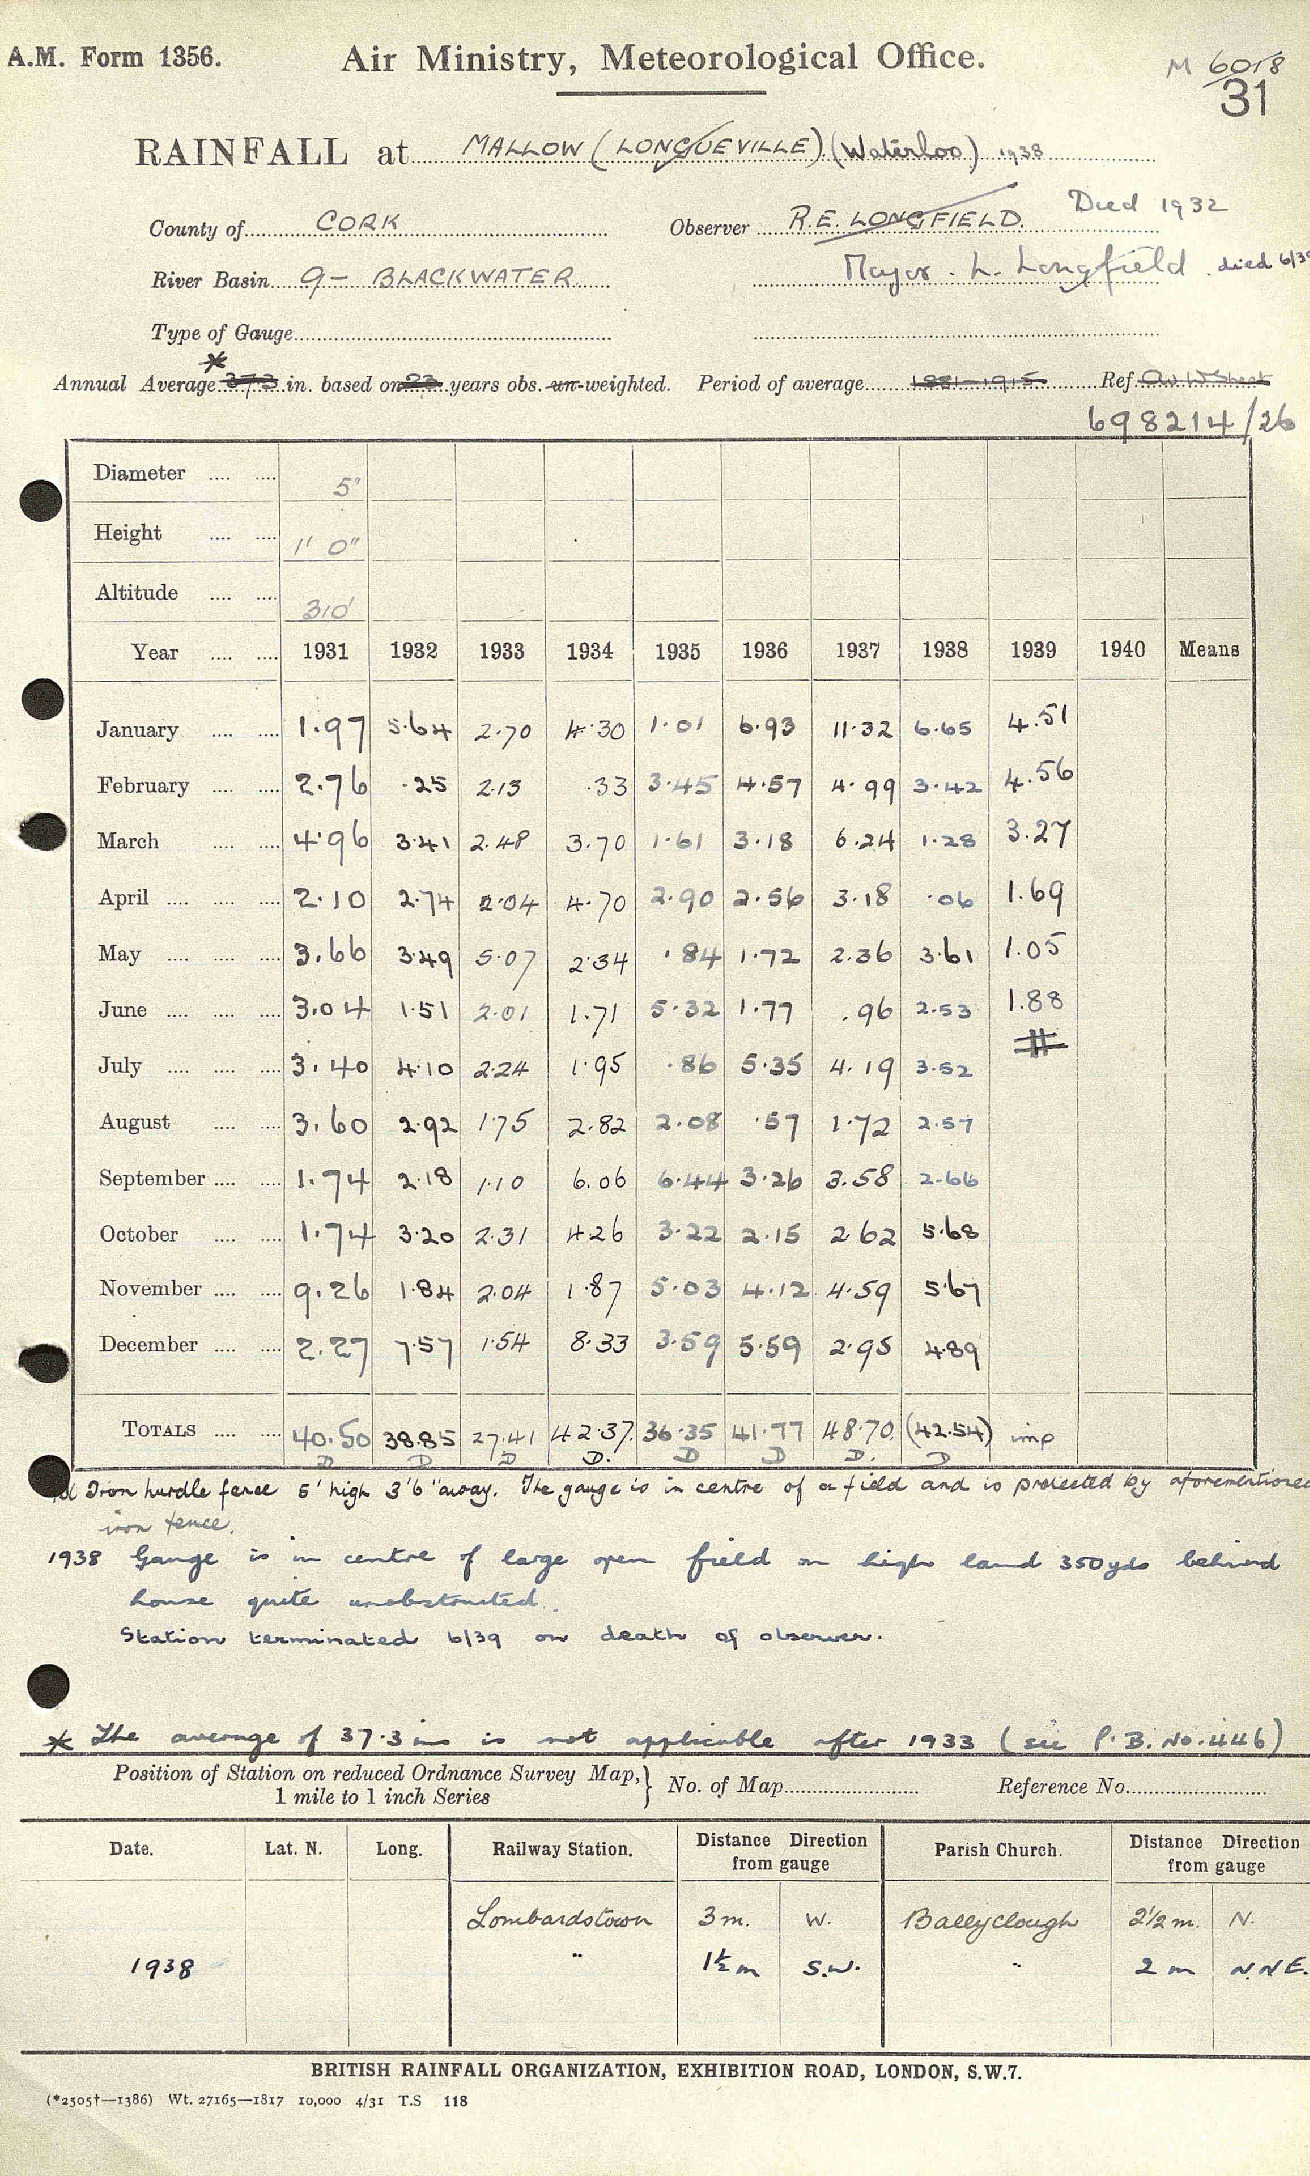 A.M. Form 1356.
Air Ministry, Meteorological Office.
M 6018
31
RAINFALL at MALLOW (LONGUEVILLE) (Waterloo) 1938
County of CORK Observer R.E. LONGFIELD. Died 1932
River Basin 9 - BLACKWATER Major. L. Longfield. died 6/39
Type of Gauge
*
Annual Average 373 in. based on 23 years obs. un-weighted. Period of average 1881-1915 Ref.
698214/26
Diameter 5"
Height 1' 0"
Altitude 310'
Year 1931 1932 1933 1934 1935 1936 1937 1938 1939 1940 Means
January 1.97 5.64 2.70 4.30 1.01 6.93 11.32 6.65 4.51
February 2.76 .25 2.13 .33 3.45 4.57 4.99 3.42 4.56
March 4.96 3.41 2.48 3.70 1.61 3.18 6.24 1.28 3.27
April 2.10 2.74 2.04 4.70 2.90 2.56 3.18 .06 1.69
May 3.66 3.49 5.07 2.34 .84 1.72 2.36 3.61 1.05
June 3.04 1.51 2.01 1.71 5.32 1.77 .96 2.53 1.88
July 3.40 4.10 2.24 1.95 .86 5.35 4.19 3.52
August 3.60 2.92 1.75 2.82 2.08 .57 1.72 2.57
September 1.74 2.18 1.10 6.06 6.44 3.26 3.58 2.66
October 1.74 3.20 2.31 4.26 3.22 2.15 2.62 5.68
November 9.26 1.84 2.04 1.87 5.03 4.12 4.59 5.67
December 2.27 7.57 1.54 8.33 3.59 5.59 2.95 4.89
TOTALS 40.50 38.85 27.41 42.37 36.35 41.77 48.70 (42.54) imp
D D D D. D D D. D
Iron hurdle fence 5' high 3'6" away. The gauge is in centre of a field and is protected by aforementioned
iron fence.
1938 Gauge is in centre of large open field on high land 350yds behind
house quite unobstructed.
Station terminated 6/39 on death of observer.
* The average of 37.3 ins is not applicable after 1933 (see P.B. No. 446)
Position of Station on reduced Ordnance Survey Map, } No. of Map Reference No.
1 mile to 1 inch Series
Date. Lat. N. Long. Railway Station. Distance Direction Parish Church. Distance Direction
from gauge from gauge
Lombardstown 3 m. W. Ballyclough 2 1/2 m. N.
1938 " 1 1/2 m S.W. " 2 m N.N.E.
BRITISH RAINFALL ORGANIZATION, EXHIBITION ROAD, LONDON, S.W.7.
(*2505†—1386) Wt. 27165—1817 10,000 4/31 T.S 118